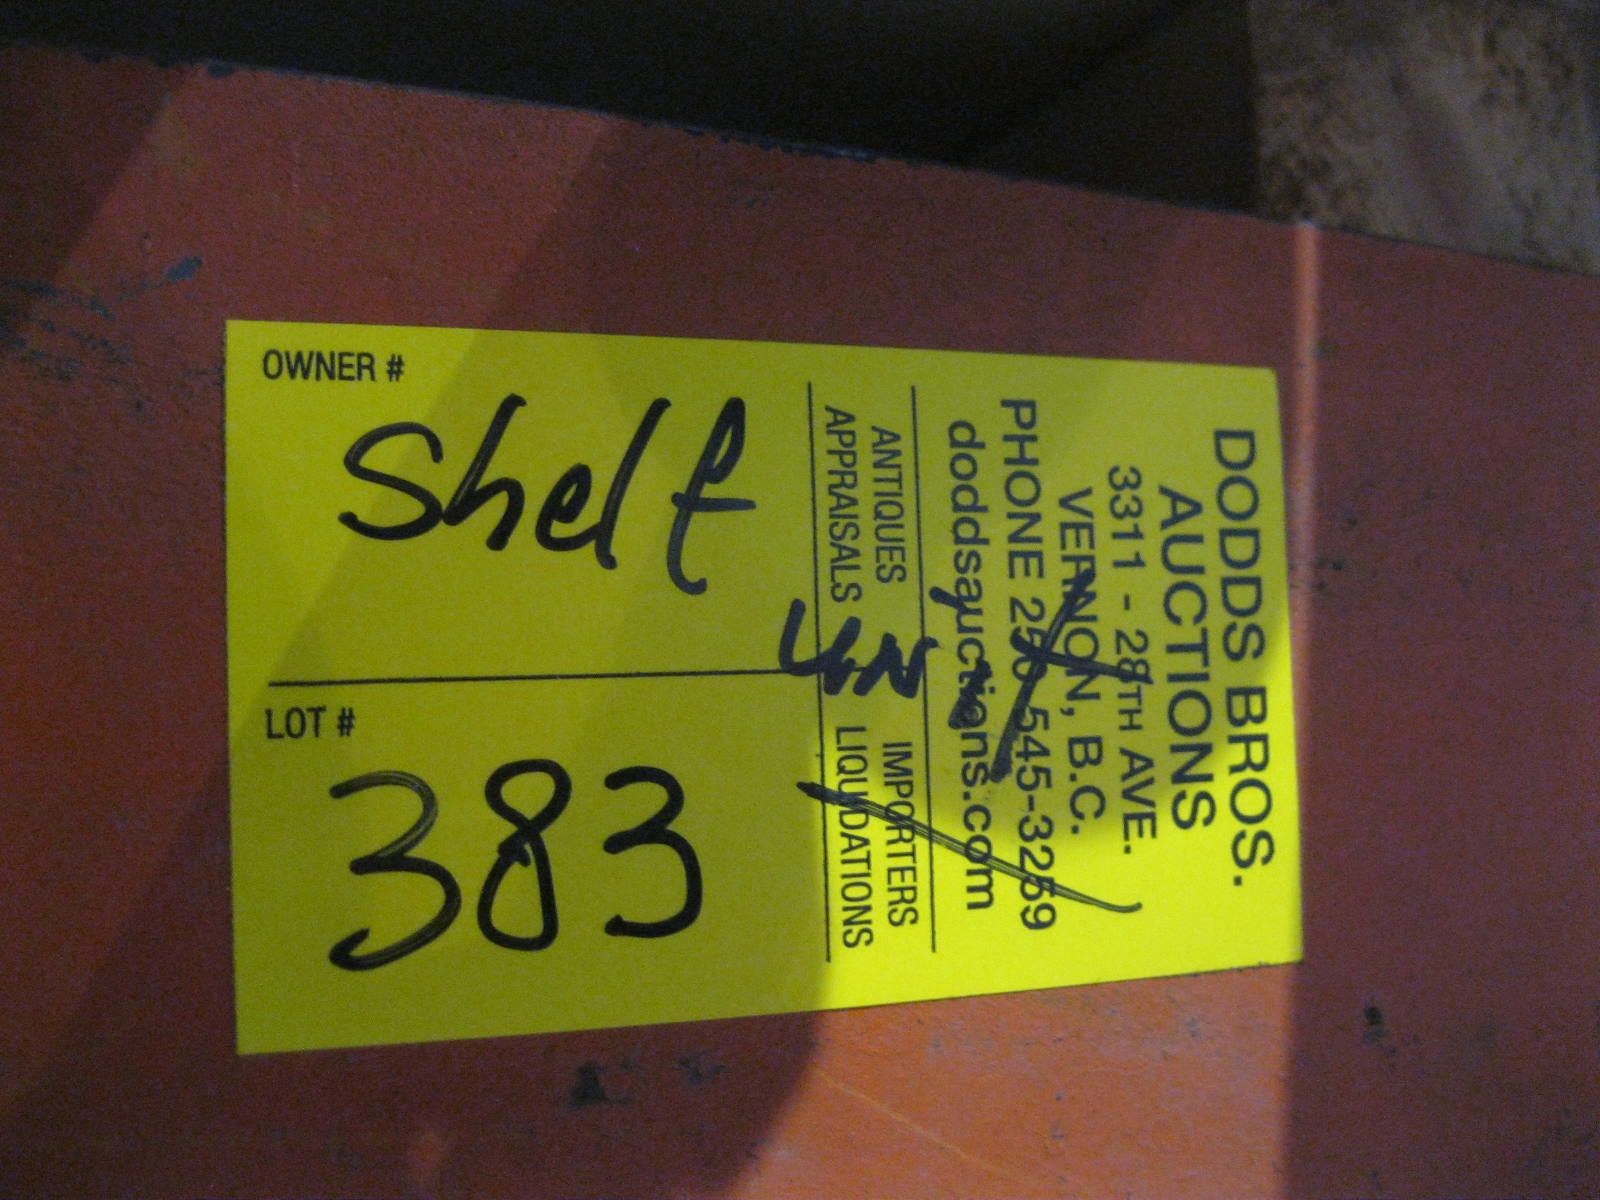 OWNER #
Shelf
unit
LOT #
383
DODDS BROS.
AUCTIONS
3311 - 28TH AVE.
VERNON, B.C.
PHONE 250-545-3259
doddsauctions.com
ANTIQUES IMPORTERS
APPRAISALS LIQUIDATIONS